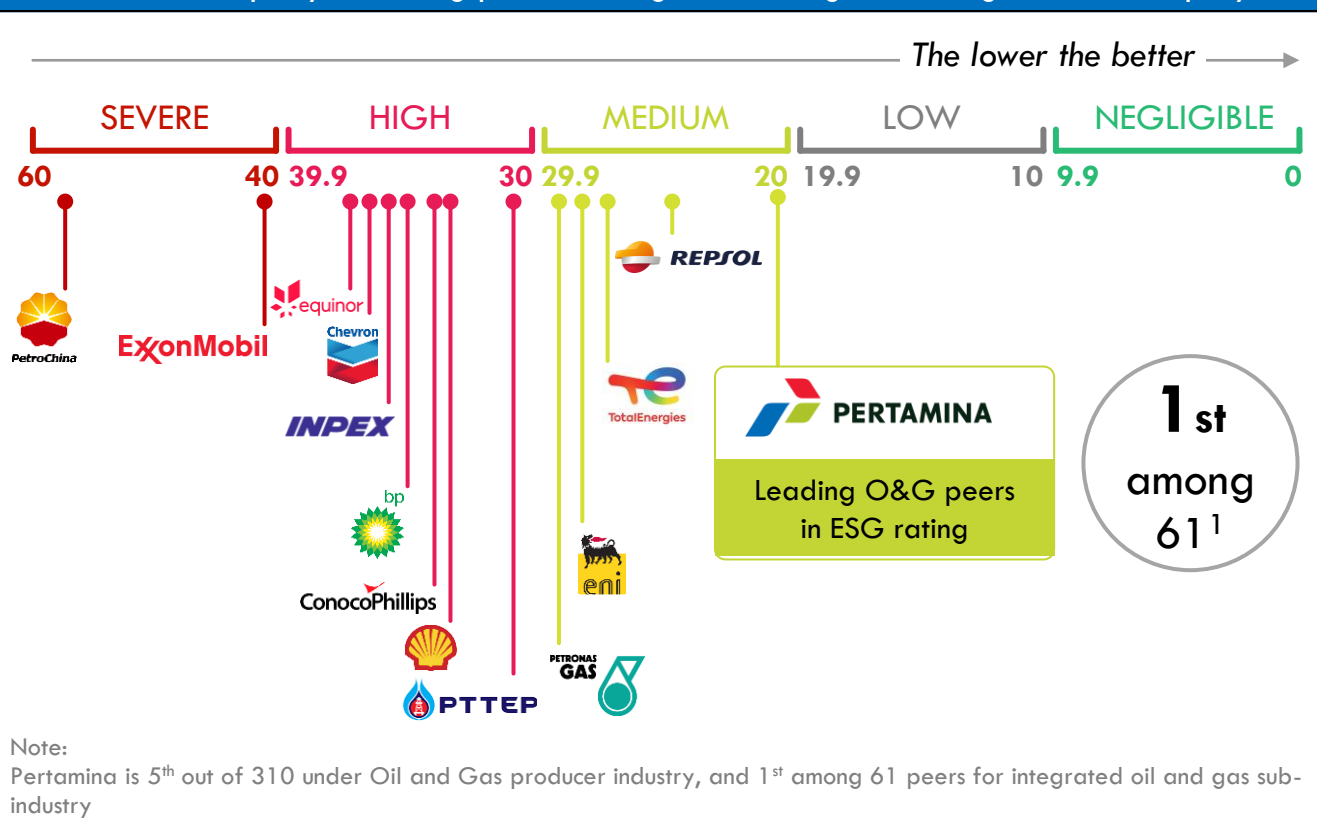 The lower the better
SEVERE HIGH MEDIUM LOW NEGLIGIBLE
60 40 39.9 30 29.9 20 19.9 10 9.9 0
REPSOL
equinor
PetroChina
ExxonMobil
Chevron
INPEX
TotalEnergies
PERTAMINA
Leading O&G peers
in ESG rating
1st
among
61¹
bp
eni
ConocoPhillips
PETRONAS
GAS
PTTEP
Note:
Pertamina is 5th out of 310 under Oil and Gas producer industry, and 1st among 61 peers for integrated oil and gas sub-
industry